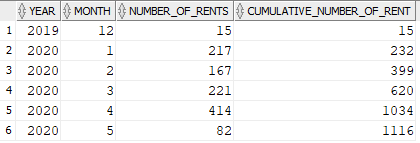 YEAR MONTH NUMBER_OF_RENTS CUMULATIVE_NUMBER_OF_RENT
1 2019 12 15 15
2 2020 1 217 232
3 2020 2 167 399
4 2020 3 221 620
5 2020 4 414 1034
6 2020 5 82 1116